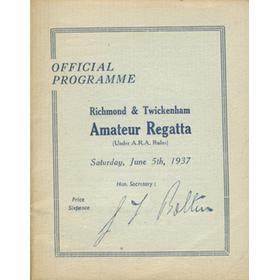 OFFICIAL
PROGRAMME
Richmond & Twickenham
Amateur Regatta
(Under A.R.A. Rules)
Saturday, June 5th, 1937
Hon. Secretary :
Price
Sixpence